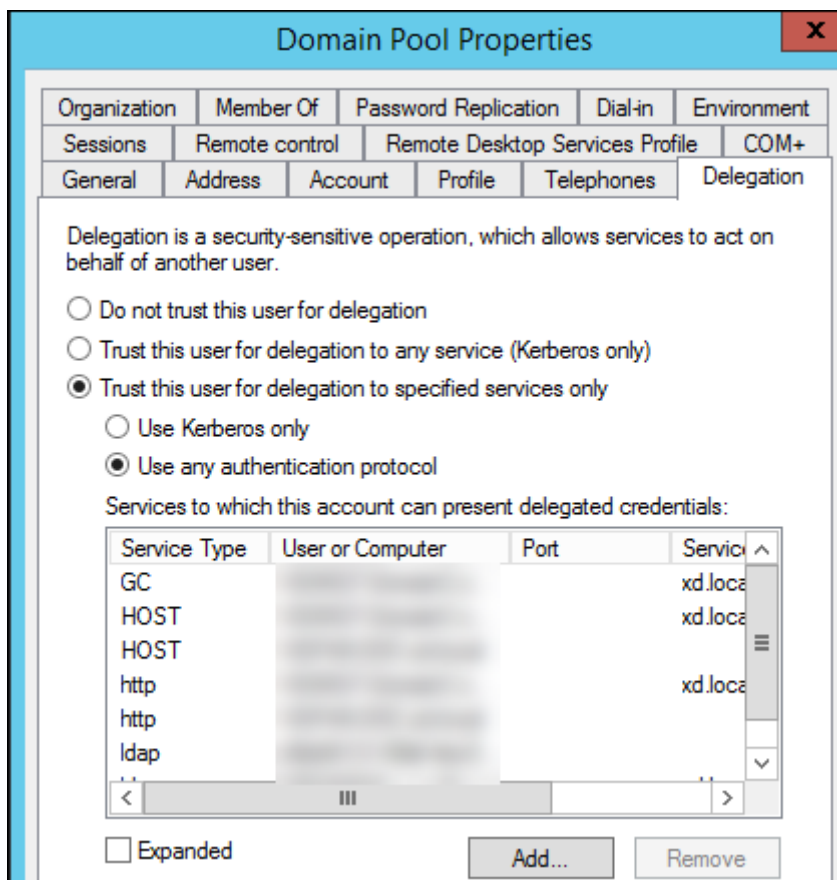 Domain Pool Properties
x
Organization Member Of Password Replication Dial-in Environment
Sessions Remote control Remote Desktop Services Profile COM+
General Address Account Profile Telephones Delegation
Delegation is a security-sensitive operation, which allows services to act on
behalf of another user.
Do not trust this user for delegation
Trust this user for delegation to any service (Kerberos only)
Trust this user for delegation to specified services only
Use Kerberos only
Use any authentication protocol
Services to which this account can present delegated credentials:
Service Type User or Computer Port Servic
GC xd.loca
HOST xd.loca
HOST
http xd.loca
http
ldap
Expanded Add... Remove